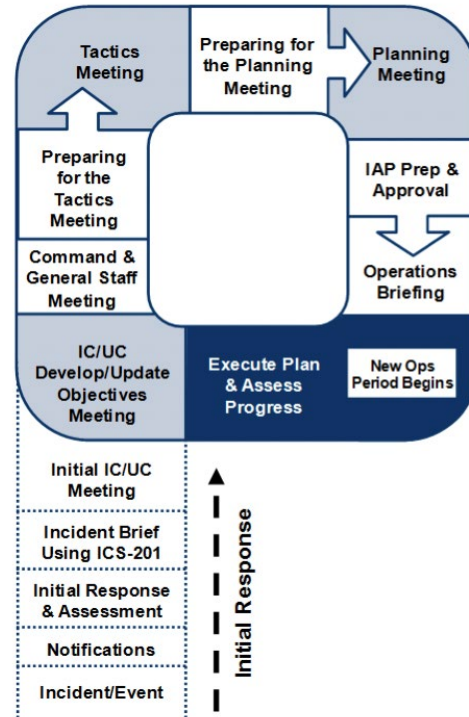 Tactics
Meeting
Preparing for
the Planning
Meeting
Planning
Meeting
Preparing
for the
Tactics
Meeting
IAP Prep &
Approval
Command &
General Staff
Meeting
Operations
Briefing
IC/UC
Develop/Update
Objectives
Meeting
Execute Plan
& Assess
Progress
New Ops
Period Begins
Initial IC/UC
Meeting
Incident Brief
Using ICS-201
Initial Response
& Assessment
Notifications
Incident/Event
Initial Response